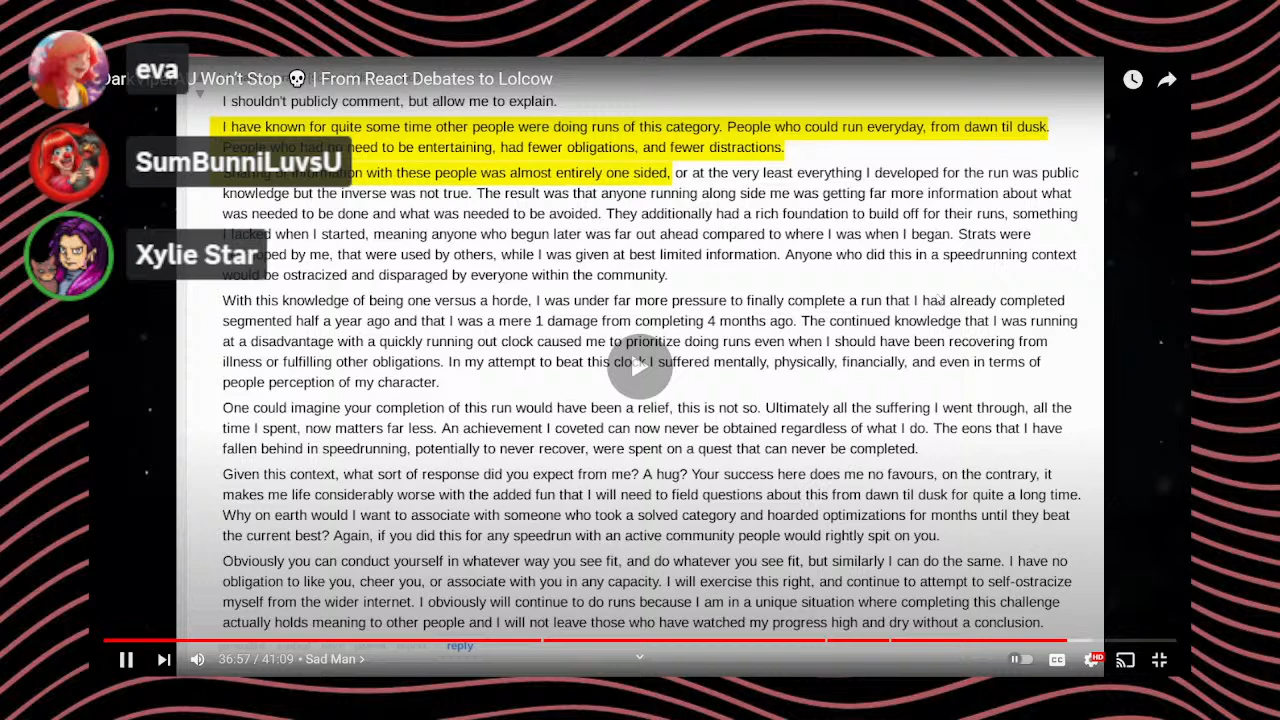 eva
DarkViperAU Won't Stop 💀 | From React Debates to Lolcow
I shouldn't publicly comment, but allow me to explain.
I have known for quite some time other people were doing runs of this category. People who could run everyday, from dawn til dusk.
People who had no need to be entertaining, had fewer obligations, and fewer distractions.
SumBunniLuvsU
Sharing of information with these people was almost entirely one sided, or at the very least everything I developed for the run was public
knowledge but the inverse was not true. The result was that anyone running along side me was getting far more information about what
was needed to be done and what was needed to be avoided. They additionally had a rich foundation to build off for their runs, something
I lacked when I started, meaning anyone who begun later was far out ahead compared to where I was when I began. Strats were
Xylie Star
developed by me, that were used by others, while I was given at best limited information. Anyone who did this in a speedrunning context
would be ostracized and disparaged by everyone within the community.
With this knowledge of being one versus a horde, I was under far more pressure to finally complete a run that I had already completed
segmented half a year ago and that I was a mere 1 damage from completing 4 months ago. The continued knowledge that I was running
at a disadvantage with a quickly running out clock caused me to prioritize doing runs even when I should have been recovering from
illness or fulfilling other obligations. In my attempt to beat this clock I suffered mentally, physically, financially, and even in terms of
people perception of my character.
One could imagine your completion of this run would have been a relief, this is not so. Ultimately all the suffering I went through, all the
time I spent, now matters far less. An achievement I coveted can now never be obtained regardless of what I do. The eons that I have
fallen behind in speedrunning, potentially to never recover, were spent on a quest that can never be completed.
Given this context, what sort of response did you expect from me? A hug? Your success here does me no favours, on the contrary, it
makes me life considerably worse with the added fun that I will need to field questions about this from dawn til dusk for quite a long time.
Why on earth would I want to associate with someone who took a solved category and hoarded optimizations for months until they beat
the current best? Again, if you did this for any speedrun with an active community people would rightly spit on you.
Obviously you can conduct yourself in whatever way you see fit, and do whatever you see fit, but similarly I can do the same. I have no
obligation to like you, cheer you, or associate with you in any capacity. I will exercise this right, and continue to attempt to self-ostracize
myself from the wider internet. I obviously will continue to do runs because I am in a unique situation where completing this challenge
actually holds meaning to other people and I will not leave those who have watched my progress high and dry without a conclusion.
reply
36:57 / 41:09 • Sad Man ›
CC
HD